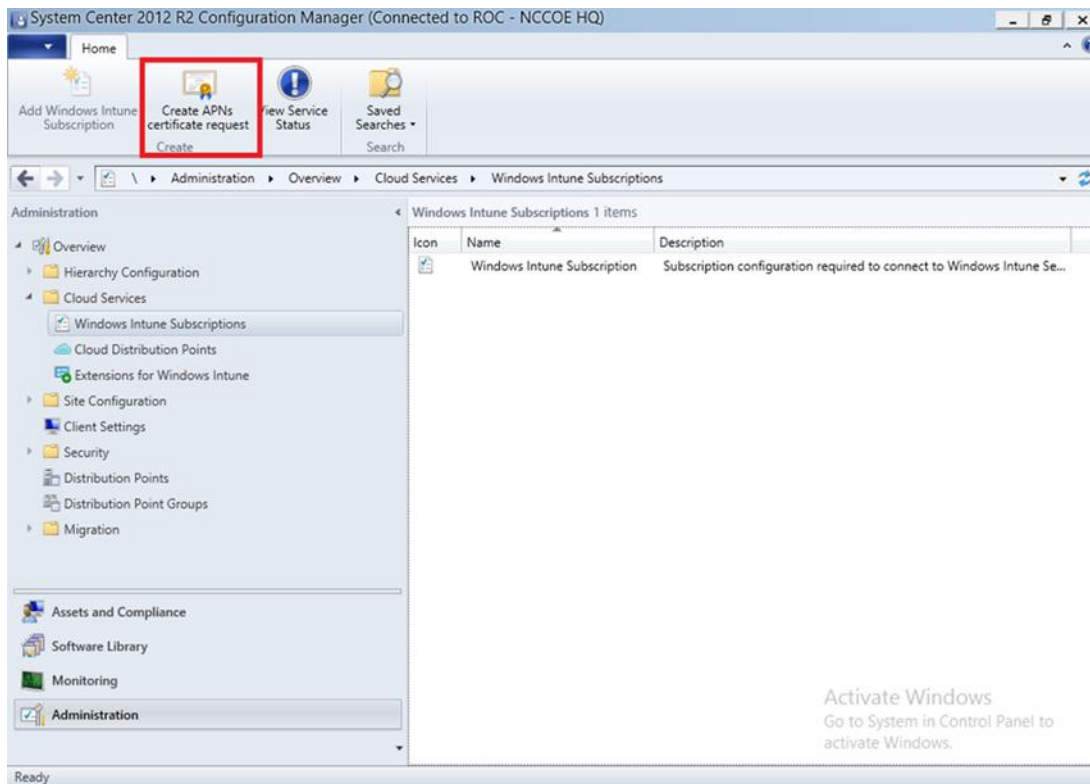 System Center 2012 R2 Configuration Manager (Connected to ROC - NCCOE HQ)
Home
Add Windows Intune
Subscription
Create APNs
certificate request
View Service
Status
Saved
Searches
Create
Search
\ Administration Overview Cloud Services Windows Intune Subscriptions
Administration
Windows Intune Subscriptions 1 items
Icon Name Description
Windows Intune Subscription Subscription configuration required to connect to Windows Intune Se...
Overview
Hierarchy Configuration
Cloud Services
Windows Intune Subscriptions
Cloud Distribution Points
Extensions for Windows Intune
Site Configuration
Client Settings
Security
Distribution Points
Distribution Point Groups
Migration
Assets and Compliance
Software Library
Monitoring
Administration
Activate Windows
Go to System in Control Panel to
activate Windows.
Ready